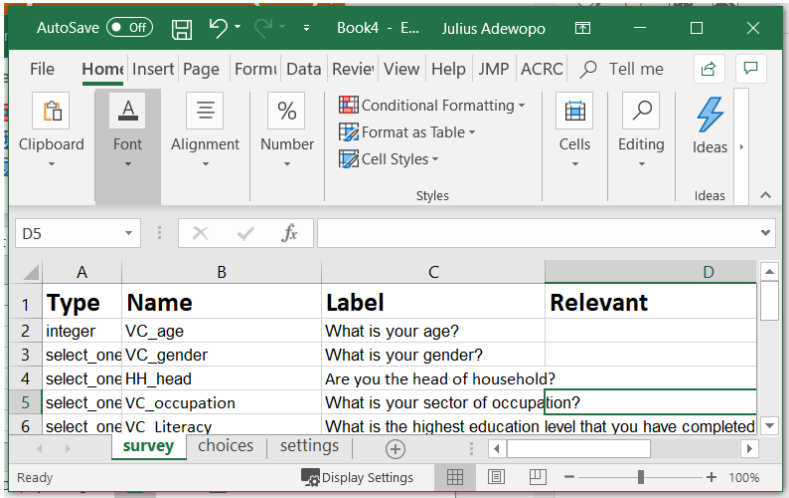 AutoSave Off Book4 - E... Julius Adewopo
File Home Insert Page Formu Data Review View Help JMP ACRC Tell me
Clipboard Font Alignment Number Conditional Formatting Format as Table Cell Styles Cells Editing Ideas
Styles Ideas
D5 fx
A B C D
1 Type Name Label Relevant
2 integer VC_age What is your age?
3 select_one VC_gender What is your gender?
4 select_one HH_head Are you the head of household?
5 select_one VC_occupation What is your sector of occupation?
6 select_one VC_Literacy What is the highest education level that you have completed
survey choices settings
Ready Display Settings 100%